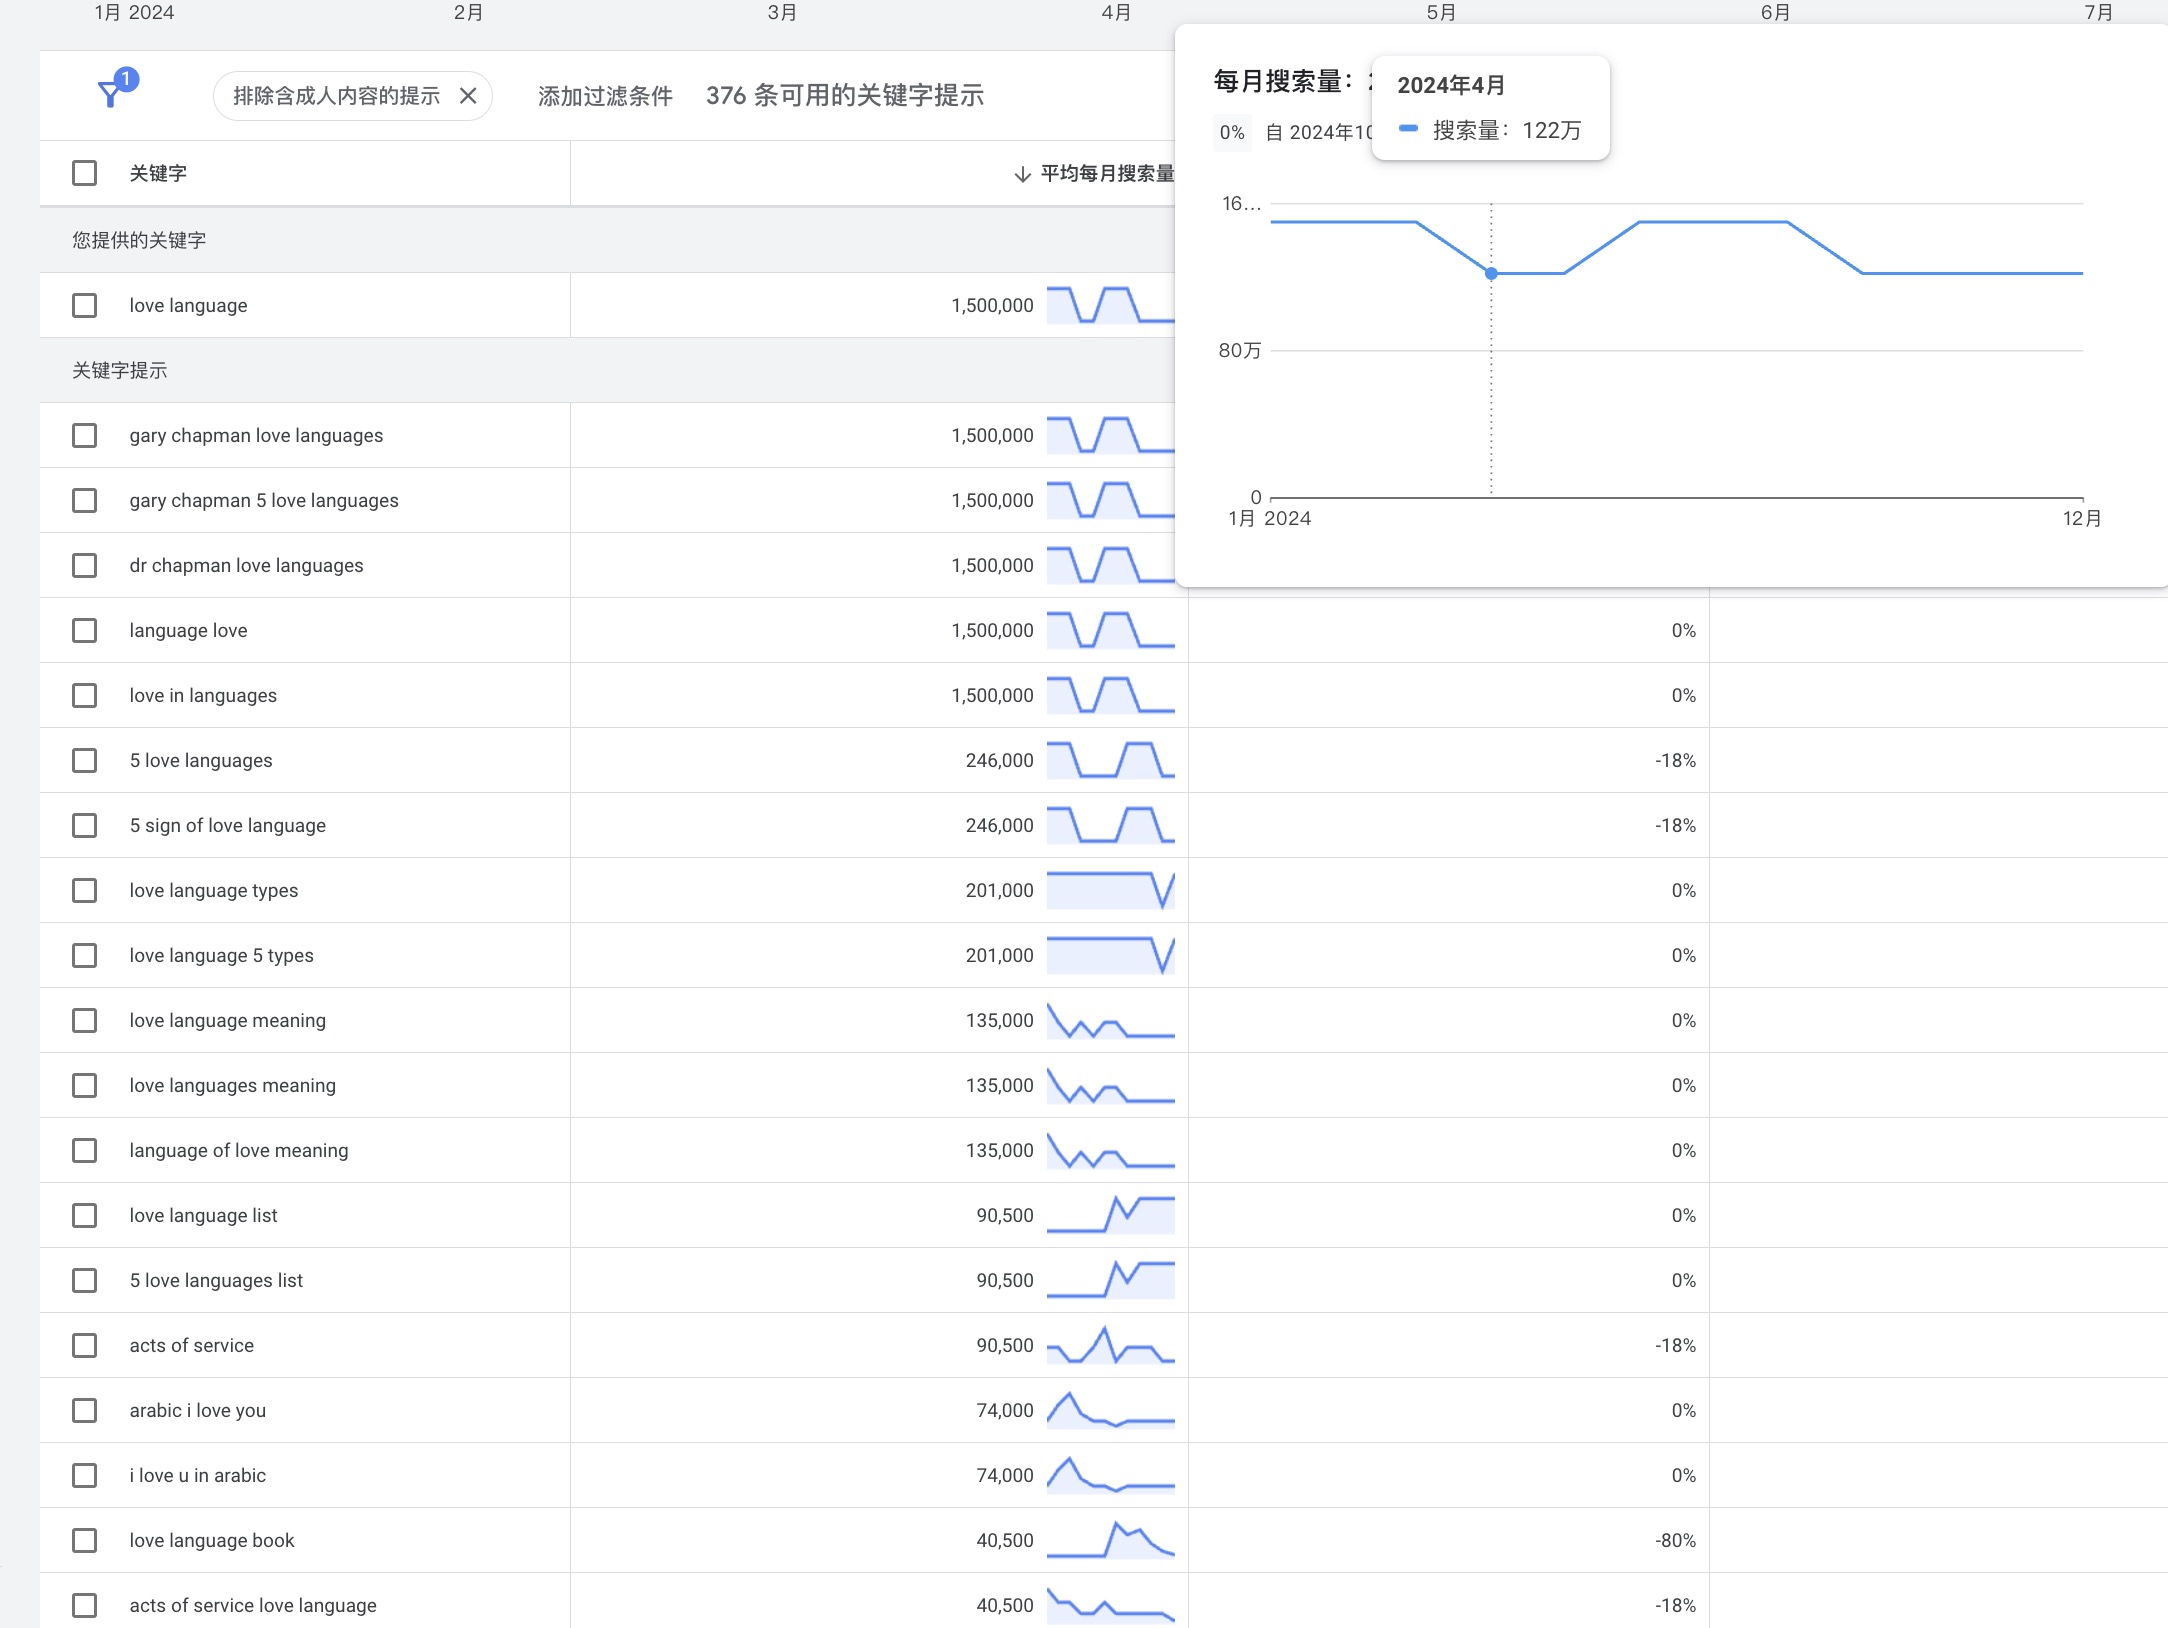 1月 2024 2月 3月 4月 5月 6月 7月
1
排除含成人内容的提示
添加过滤条件
376 条可用的关键字提示
关键字 平均每月搜索量
您提供的关键字
love language 1,500,000
关键字提示
gary chapman love languages 1,500,000
gary chapman 5 love languages 1,500,000
dr chapman love languages 1,500,000
language love 1,500,000 0%
love in languages 1,500,000 0%
5 love languages 246,000 -18%
5 sign of love language 246,000 -18%
love language types 201,000 0%
love language 5 types 201,000 0%
love language meaning 135,000 0%
love languages meaning 135,000 0%
language of love meaning 135,000 0%
love language list 90,500 0%
5 love languages list 90,500 0%
acts of service 90,500 -18%
arabic i love you 74,000 0%
i love u in arabic 74,000 0%
love language book 40,500 -80%
acts of service love language 40,500 -18%
每月搜索量：
0% 自 2024年10
2024年4月
搜索量：122万
16...
80万
0
1月 2024 12月